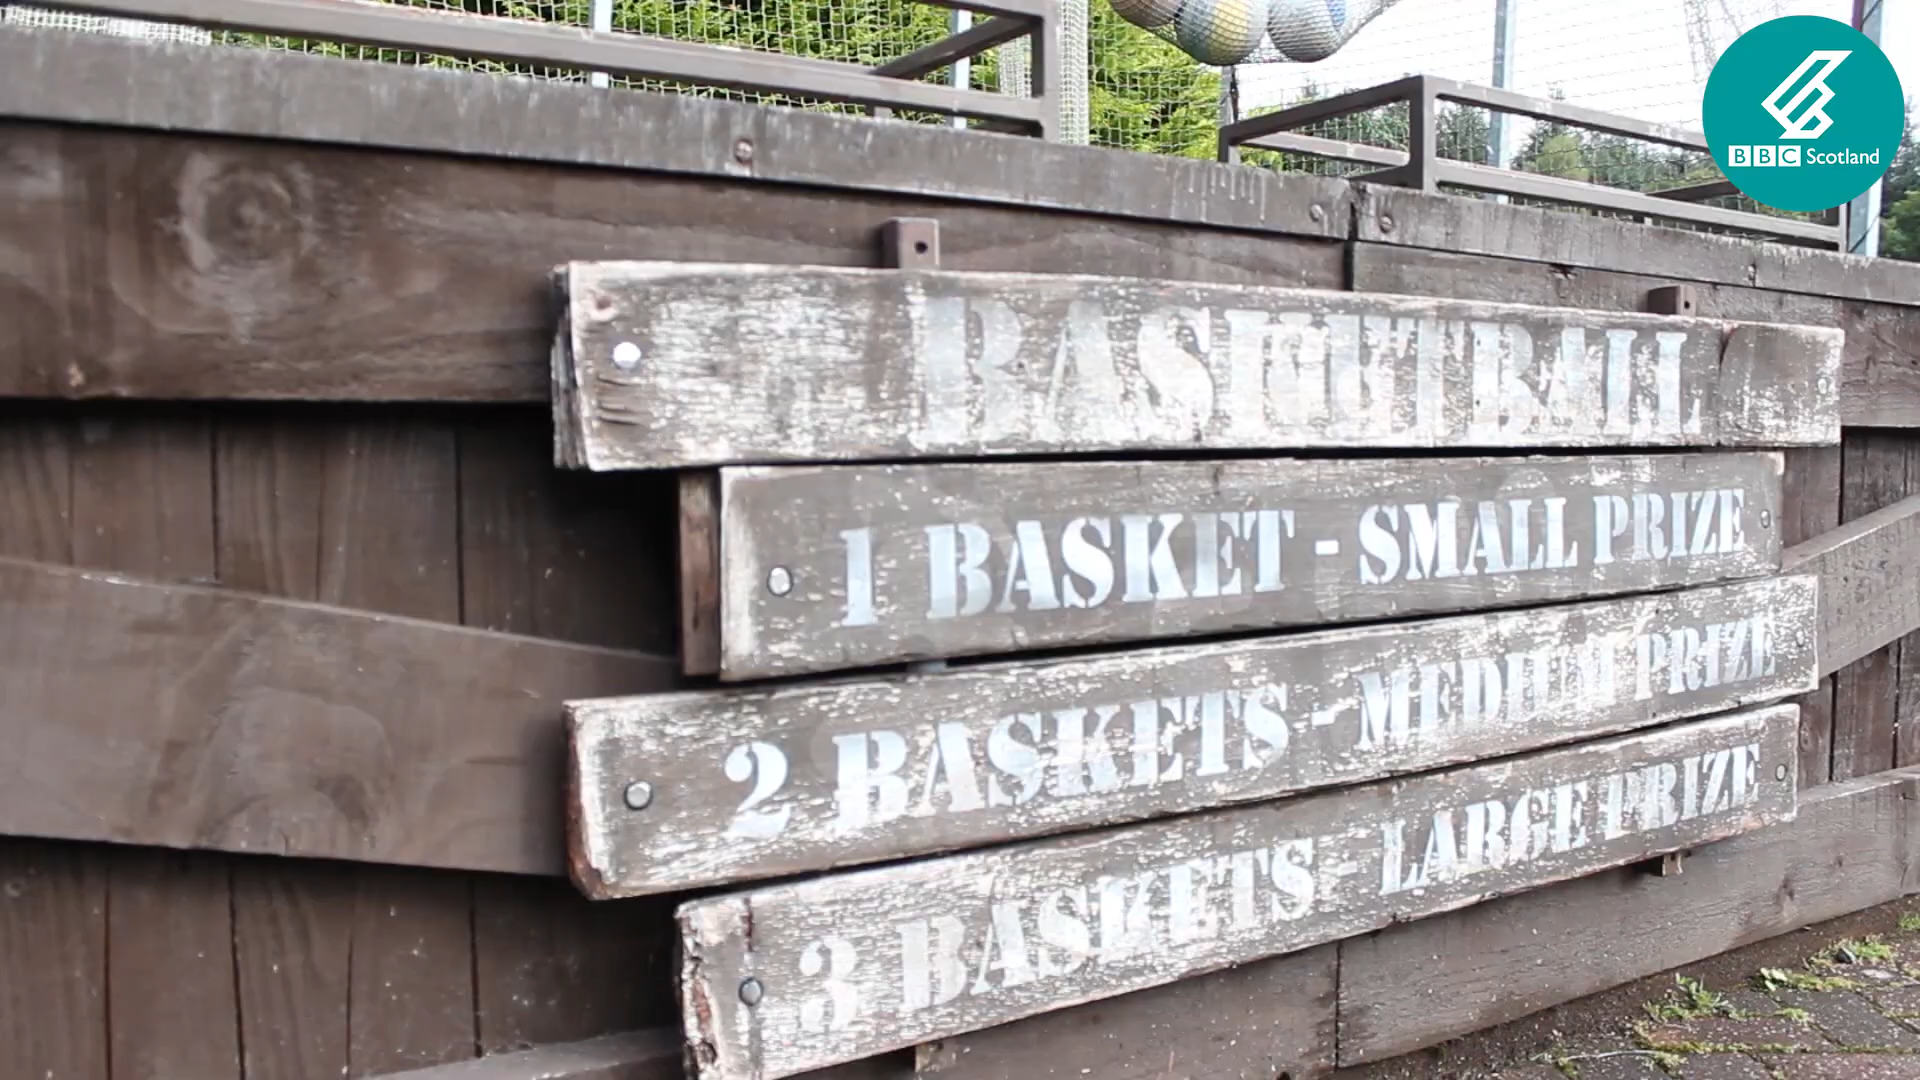 BBC Scotland
BASKETBALL
1 BASKET - SMALL PRIZE
2 BASKETS - MEDIUM PRIZE
3 BASKETS - LARGE PRIZE